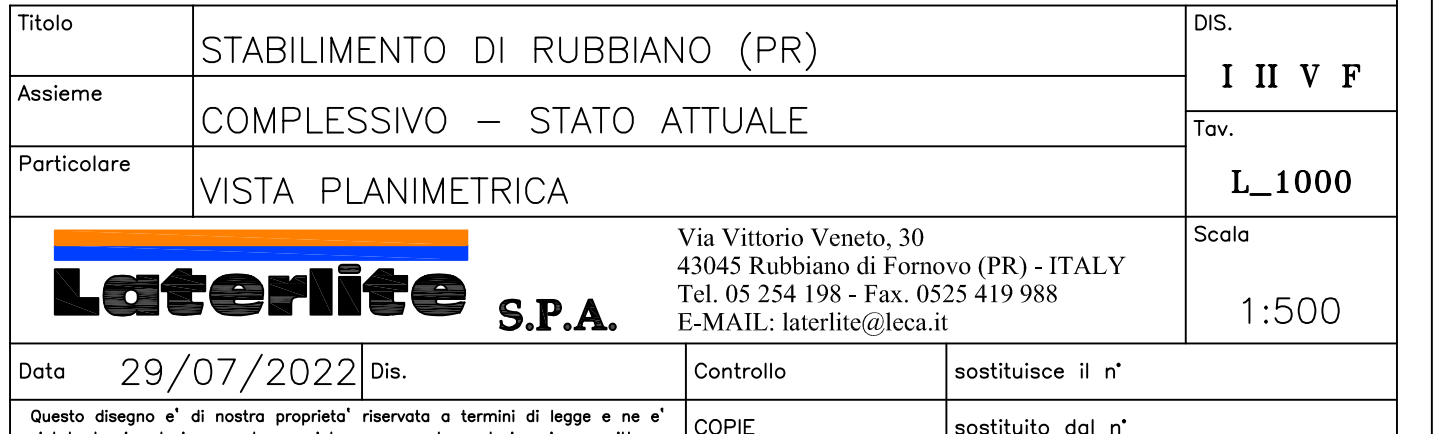 Titolo
STABILIMENTO DI RUBBIANO (PR)
DIS.
I II V F
Assieme
COMPLESSIVO – STATO ATTUALE
Tav.
L_1000
Particolare
VISTA PLANIMETRICA
Laterlite S.P.A.
Via Vittorio Veneto, 30
43045 Rubbiano di Fornovo (PR) - ITALY
Tel. 05 254 198 - Fax. 0525 419 988
E-MAIL: laterlite@leca.it
Scala
1:500
Data 29/07/2022
Dis.
Controllo
sostituisce il n°
Questo disegno e' di nostra proprieta' riservata a termini di legge e ne e'
COPIE
sostituito dal n°